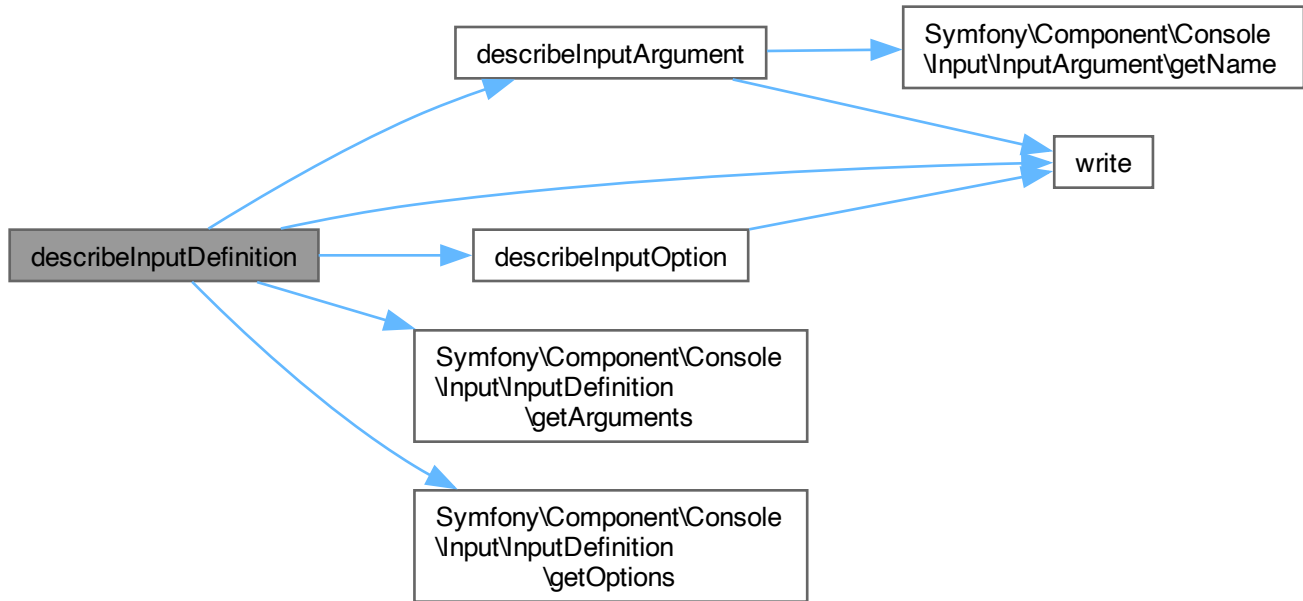 describeInputArgument
Symfony\Component\Console
\Input\InputArgument\getName
write
describeInputDefinition
describeInputOption
Symfony\Component\Console
\Input\InputDefinition
\getArguments
Symfony\Component\Console
\Input\InputDefinition
\getOptions